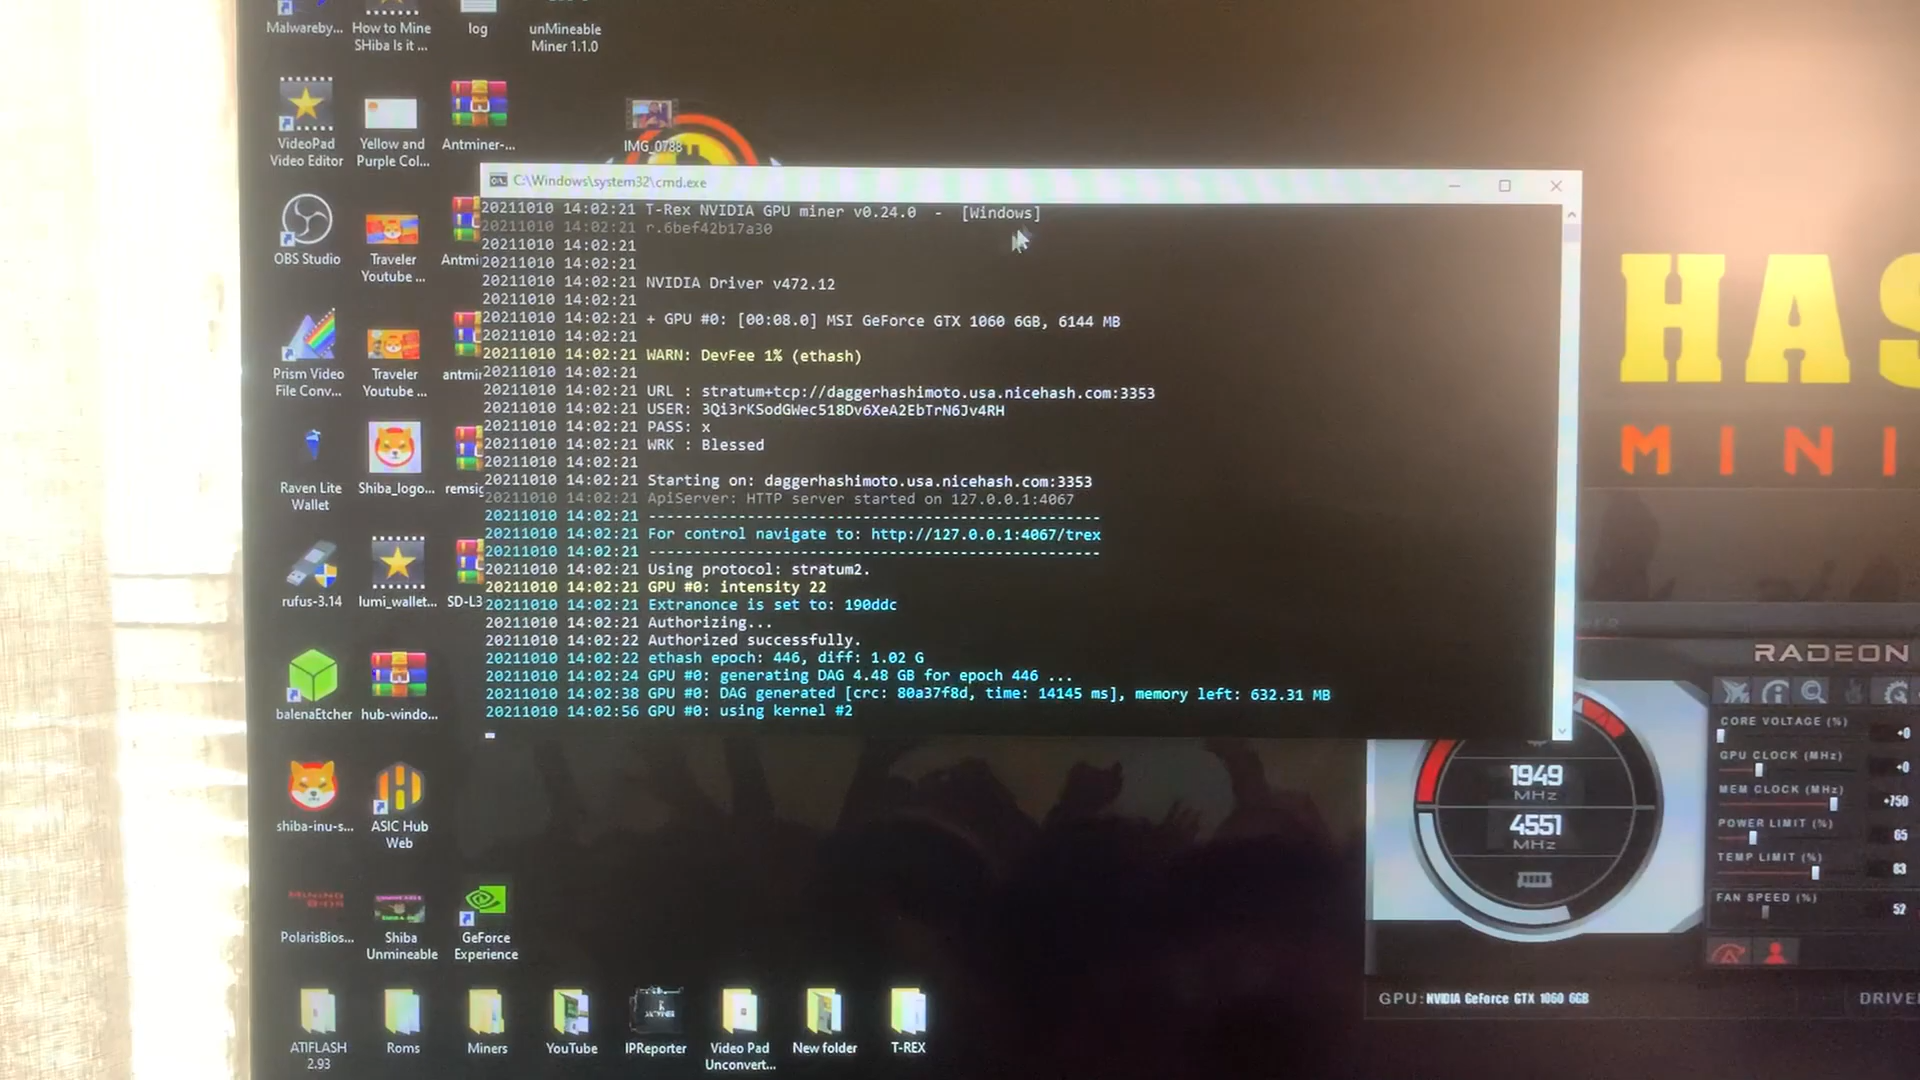 Malwareby...
How to Mine
SHiba Is it ...
log
unMineable
Miner 1.1.0
VideoPad
Video Editor
Yellow and
Purple Col...
Antminer-...
IMG_0788
OBS Studio
Traveler
Youtube ...
Antmi
Prism Video
File Conv...
Traveler
Youtube ...
antmi
Raven Lite
Wallet
Shiba_logo...
remsig
rufus-3.14
lumi_wallet...
SD-L3
balenaEtcher
hub-windo...
shiba-inu-s...
ASIC Hub
Web
PolarisBios...
Shiba
Unmineable
GeForce
Experience
ATIFLASH
2.93
Roms
Miners
YouTube
IPReporter
Video Pad
Unconvert...
New folder
T-REX
C:\Windows\system32\cmd.exe
20211010 14:02:21 T-Rex NVIDIA GPU miner v0.24.0 - [Windows]
20211010 14:02:21 r.6bef42b17a30
20211010 14:02:21
20211010 14:02:21
20211010 14:02:21 NVIDIA Driver v472.12
20211010 14:02:21
20211010 14:02:21 + GPU #0: [00:08.0] MSI GeForce GTX 1060 6GB, 6144 MB
20211010 14:02:21
20211010 14:02:21 WARN: DevFee 1% (ethash)
20211010 14:02:21
20211010 14:02:21 URL : stratum+tcp://daggerhashimoto.usa.nicehash.com:3353
20211010 14:02:21 USER: 3Qi3rKSodGWec518Dv6XeA2EbTrN6Jv4RH
20211010 14:02:21 PASS: x
20211010 14:02:21 WRK : Blessed
20211010 14:02:21
20211010 14:02:21 Starting on: daggerhashimoto.usa.nicehash.com:3353
20211010 14:02:21 ApiServer: HTTP server started on 127.0.0.1:4067
20211010 14:02:21 --------------------------------------------------
20211010 14:02:21 For control navigate to: http://127.0.0.1:4067/trex
20211010 14:02:21 --------------------------------------------------
20211010 14:02:21 Using protocol: stratum2.
20211010 14:02:21 GPU #0: intensity 22
20211010 14:02:21 Extranonce is set to: 190ddc
20211010 14:02:21 Authorizing...
20211010 14:02:22 Authorized successfully.
20211010 14:02:22 ethash epoch: 446, diff: 1.02 G
20211010 14:02:24 GPU #0: generating DAG 4.48 GB for epoch 446 ...
20211010 14:02:38 GPU #0: DAG generated [crc: 80a37f8d, time: 14145 ms], memory left: 632.31 MB
20211010 14:02:56 GPU #0: using kernel #2
HAS
MINI
RADEON
CORE VOLTAGE (%)
+0
GPU CLOCK (MHz)
+0
MEM CLOCK (MHz)
+750
POWER LIMIT (%)
65
TEMP LIMIT (%)
83
FAN SPEED (%)
52
1949
MHz
4551
MHz
GPU: NVIDIA GeForce GTX 1060 6GB
DRIVE